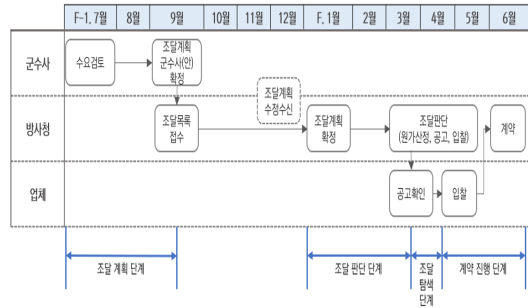 F-1. 7월 8월 9월 10월 11월 12월 F. 1월 2월 3월 4월 5월 6월
군수사
수요검토
조달계획
군수사(안)
확정
조달계획
수정수신
방사청
조달목록
접수
조달계획
확정
조달판단
(원가산정, 공고, 입찰)
계약
업체
공고확인
입찰
조달 계획 단계
조달 판단 단계
조달
탐색
단계
계약 진행 단계